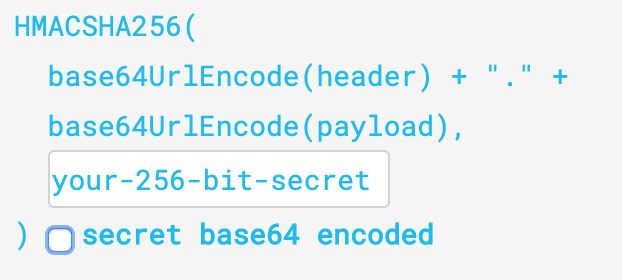 HMACSHA256(
base64UrlEncode(header) + "." +
base64UrlEncode(payload),
your-256-bit-secret
) secret base64 encoded